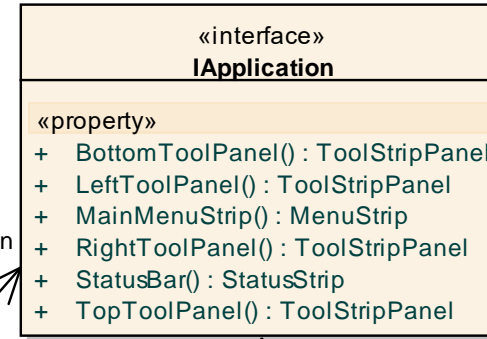 «interface»
IApplication
«property»
+ BottomToolPanel() : ToolStripPanel
+ LeftToolPanel() : ToolStripPanel
+ MainMenuStrip() : MenuStrip
n
+ RightToolPanel() : ToolStripPanel
+ StatusBar() : StatusStrip
+ TopToolPanel() : ToolStripPanel